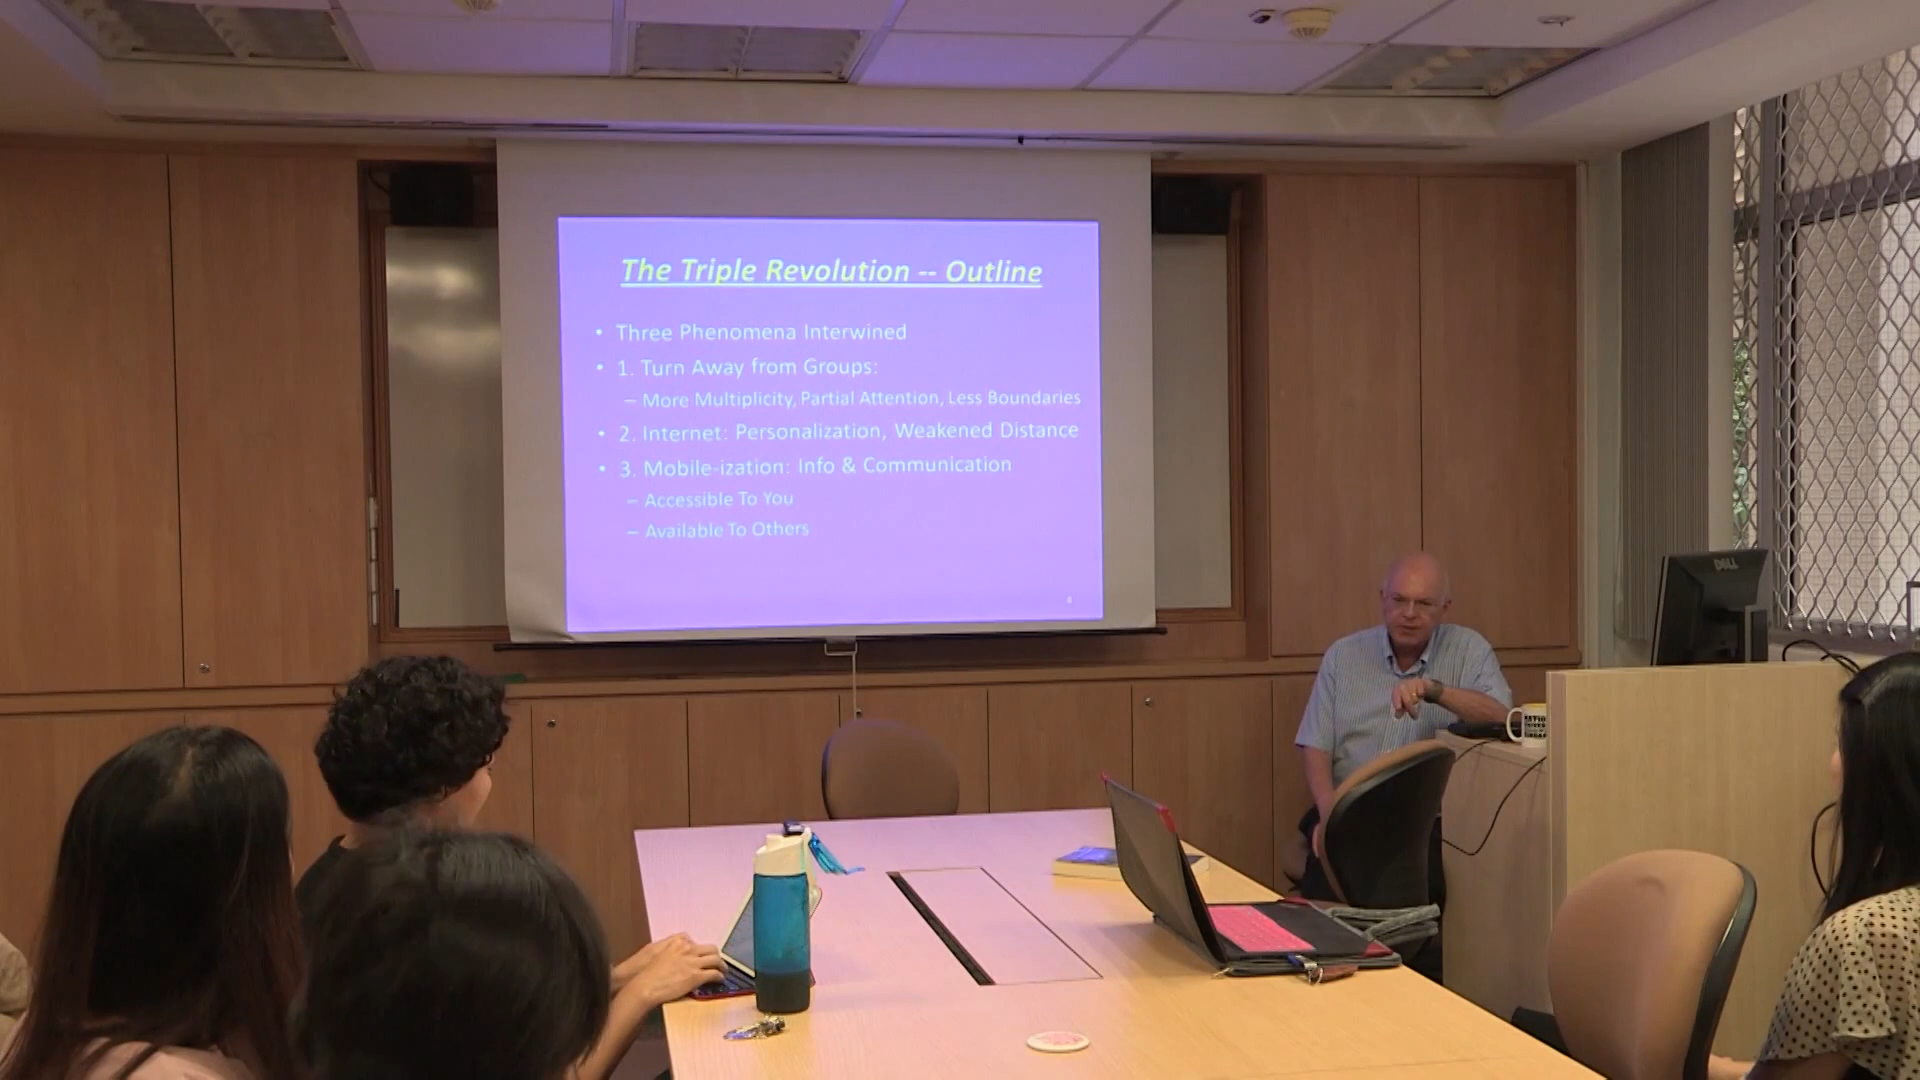 The Triple Revolution -- Outline
• Three Phenomena Interwined
• 1. Turn Away from Groups:
– More Multiplicity, Partial Attention, Less Boundaries
• 2. Internet: Personalization, Weakened Distance
• 3. Mobile-ization: Info & Communication
– Accessible To You
– Available To Others
DELL